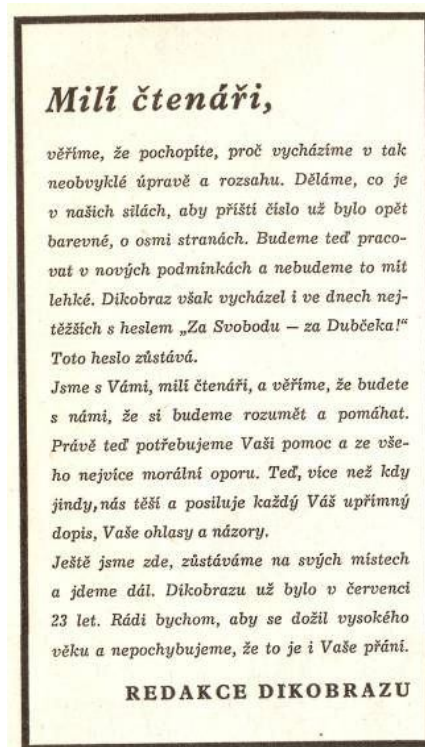 Milí čtenáři,
věříme, že pochopíte, proč vycházíme v tak
neobvyklé úpravě a rozsahu. Děláme, co je
v našich silách, aby příští číslo už bylo opět
barevné, o osmi stranách. Budeme teď praco-
vat v nových podmínkách a nebudeme to mít
lehké. Dikobraz však vycházel i ve dnech nej-
těžších s heslem „Za Svobodu — za Dubčeka!"
Toto heslo zůstává.
Jsme s Vámi, milí čtenáři, a věříme, že budete
s námi, že si budeme rozumět a pomáhat.
Právě teď potřebujeme Vaši pomoc a ze vše-
ho nejvíce morální oporu. Teď, více než kdy
jindy, nás těší a posiluje každý Váš upřímný
dopis, Vaše ohlasy a názory.
Ještě jsme zde, zůstáváme na svých místech
a jdeme dál. Dikobrazu už bylo v červenci
23 let. Rádi bychom, aby se dožil vysokého
věku a nepochybujeme, že to je i Vaše přání.
REDAKCE DIKOBRAZU